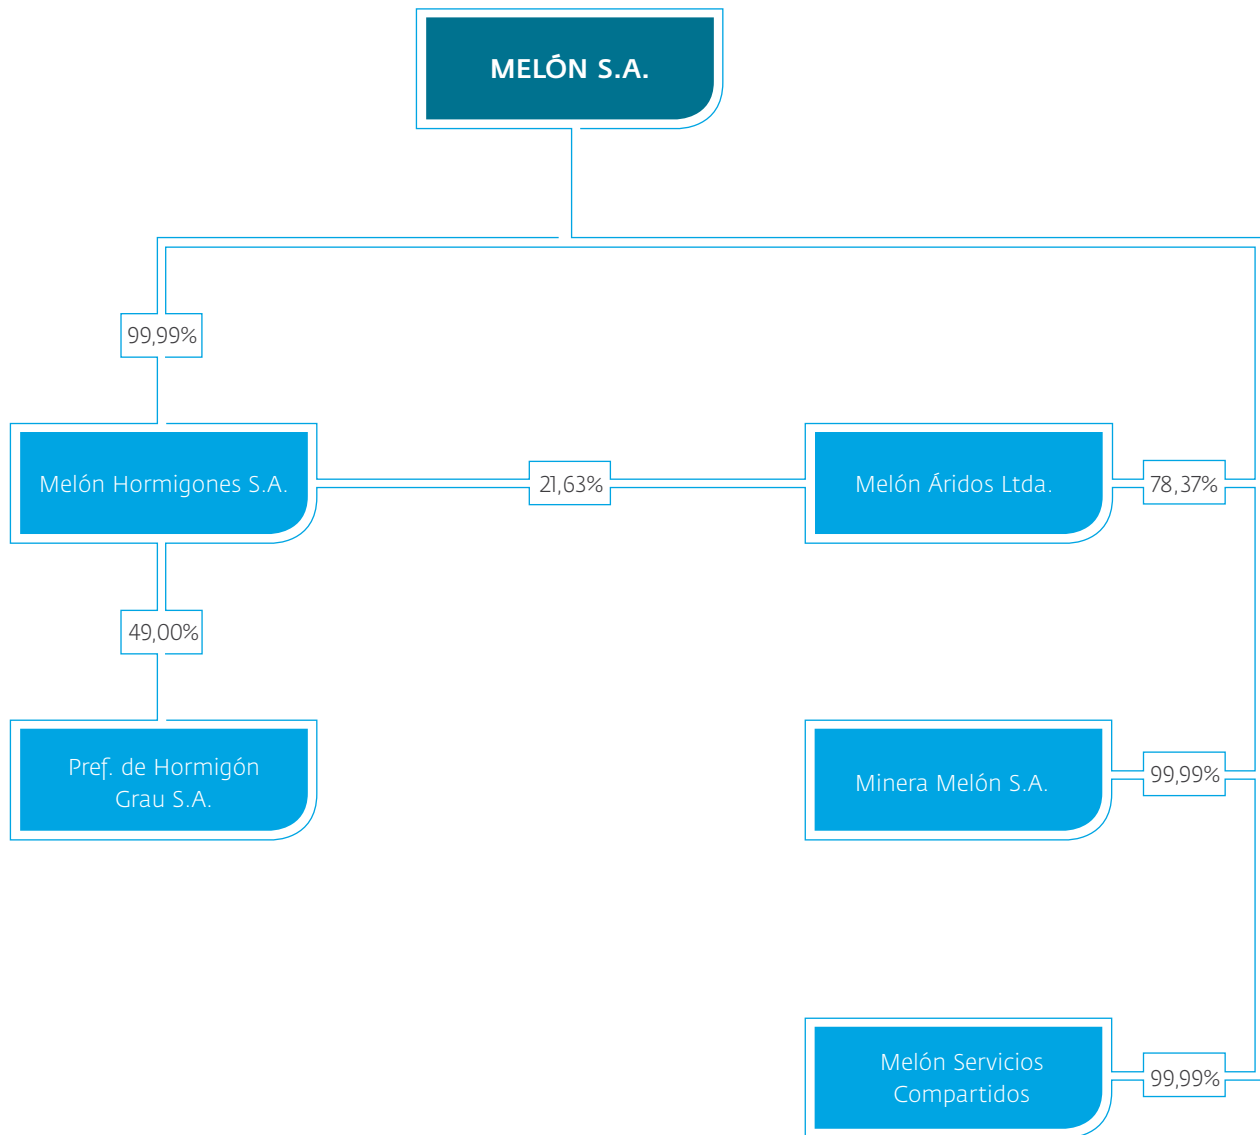 MELÓN S.A.
99,99%
Melón Hormigones S.A.
21,63%
Melón Áridos Ltda.
78,37%
49,00%
Pref. de Hormigón
Grau S.A.
Minera Melón S.A.
99,99%
Melón Servicios
Compartidos
99,99%